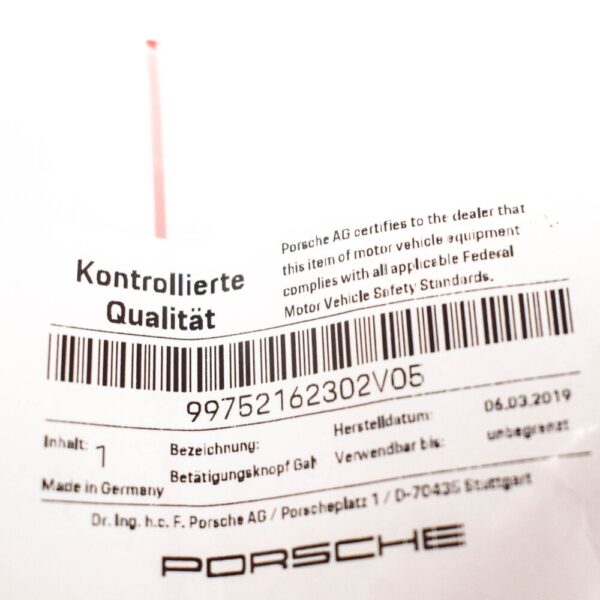 Kontrollierte
Qualität
Porsche AG certifies to the dealer that
this item of motor vehicle equipment
complies with all applicable Federal
Motor Vehicle Safety Standards.
99752162302V05
Inhalt: 1
Made in Germany
Bezeichnung:
Betätigungsknopf Gah
Herstelldatum: 06.03.2019
Verwendbar bis: unbegrenzt
Dr. Ing. h.c. F. Porsche AG / Porscheplatz 1 / D-70435 Stuttgart
PORSCHE